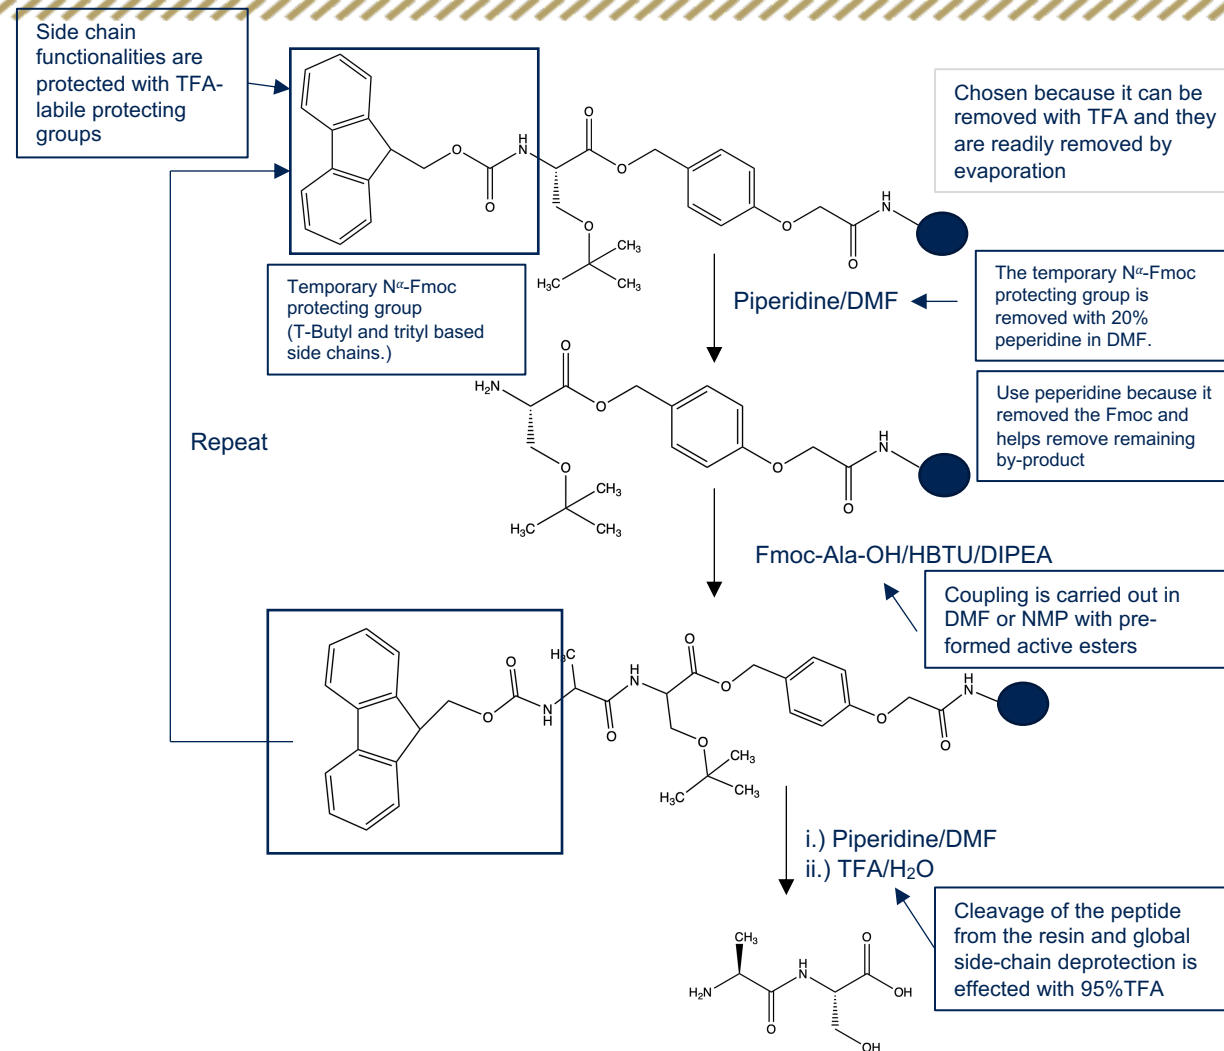 Side chain
functionalities are
protected with TFA-
labile protecting
groups
Chosen because it can be
removed with TFA and they
are readily removed by
evaporation
H
N
O
O
O
O
O
CH₃
H₃C
CH₃
O
O
H
N
Temporary Nα-Fmoc
protecting group
(T-Butyl and trityl based
side chains.)
Piperidine/DMF
The temporary Nα-Fmoc
protecting group is
removed with 20%
peperidine in DMF.
H₂N
O
O
O
CH₃
H₃C
CH₃
O
O
H
N
Use peperidine because it
removed the Fmoc and
helps remove remaining
by-product
Repeat
Fmoc-Ala-OH/HBTU/DIPEA
Coupling is carried out in
DMF or NMP with pre-
formed active esters
O
O
N
H
H₃C
O
H
N
O
O
O
CH₃
H₃C
CH₃
O
O
H
N
i.) Piperidine/DMF
ii.) TFA/H₂O
Cleavage of the peptide
from the resin and global
side-chain deprotection is
effected with 95%TFA
CH₃
H₂N
O
H
N
O
OH
OH